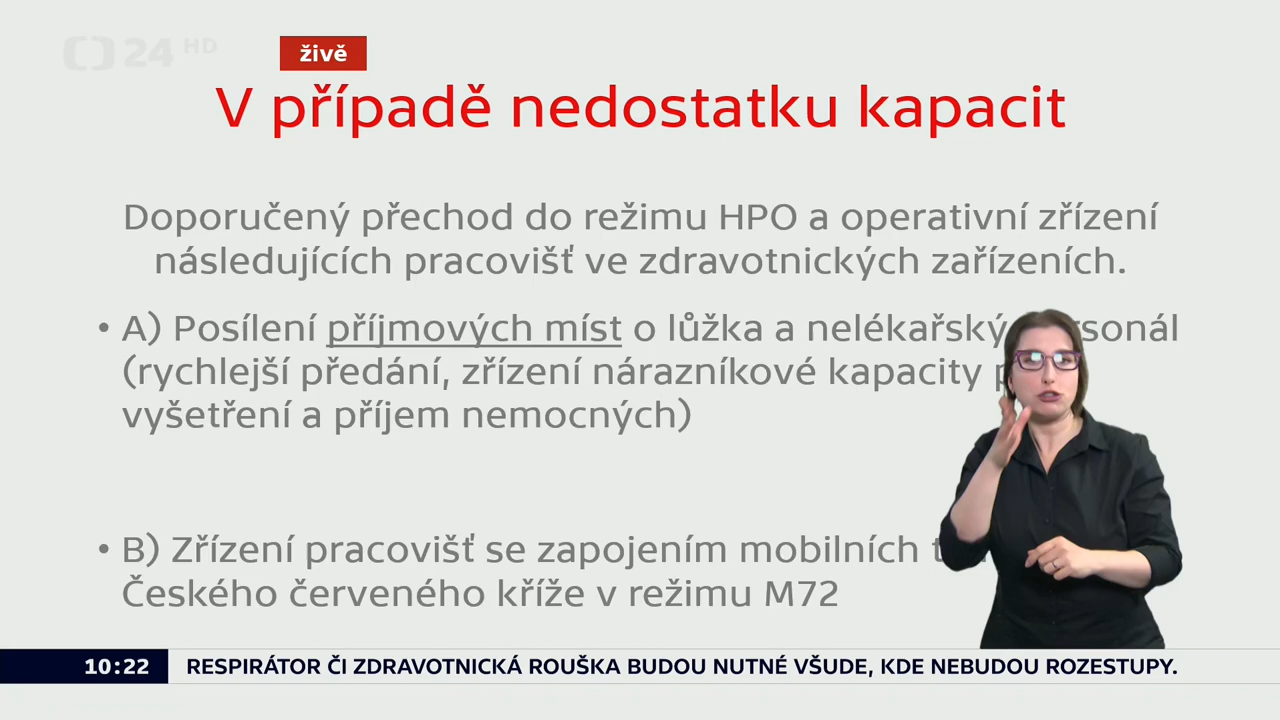 24 HD
živě
V případě nedostatku kapacit
Doporučený přechod do režimu HPO a operativní zřízení
následujících pracovišť ve zdravotnických zařízeních.
• A) Posílení příjmových míst o lůžka a nelékařský
(rychlejší předání, zřízení nárazníkové kapacity
vyšetření a příjem nemocných)
• B) Zřízení pracovišť se zapojením mobilních
Českého červeného kříže v režimu M72
10:22 RESPIRÁTOR ČI ZDRAVOTNICKÁ ROUŠKA BUDOU NUTNÉ VŠUDE, KDE NEBUDOU ROZESTUPY.